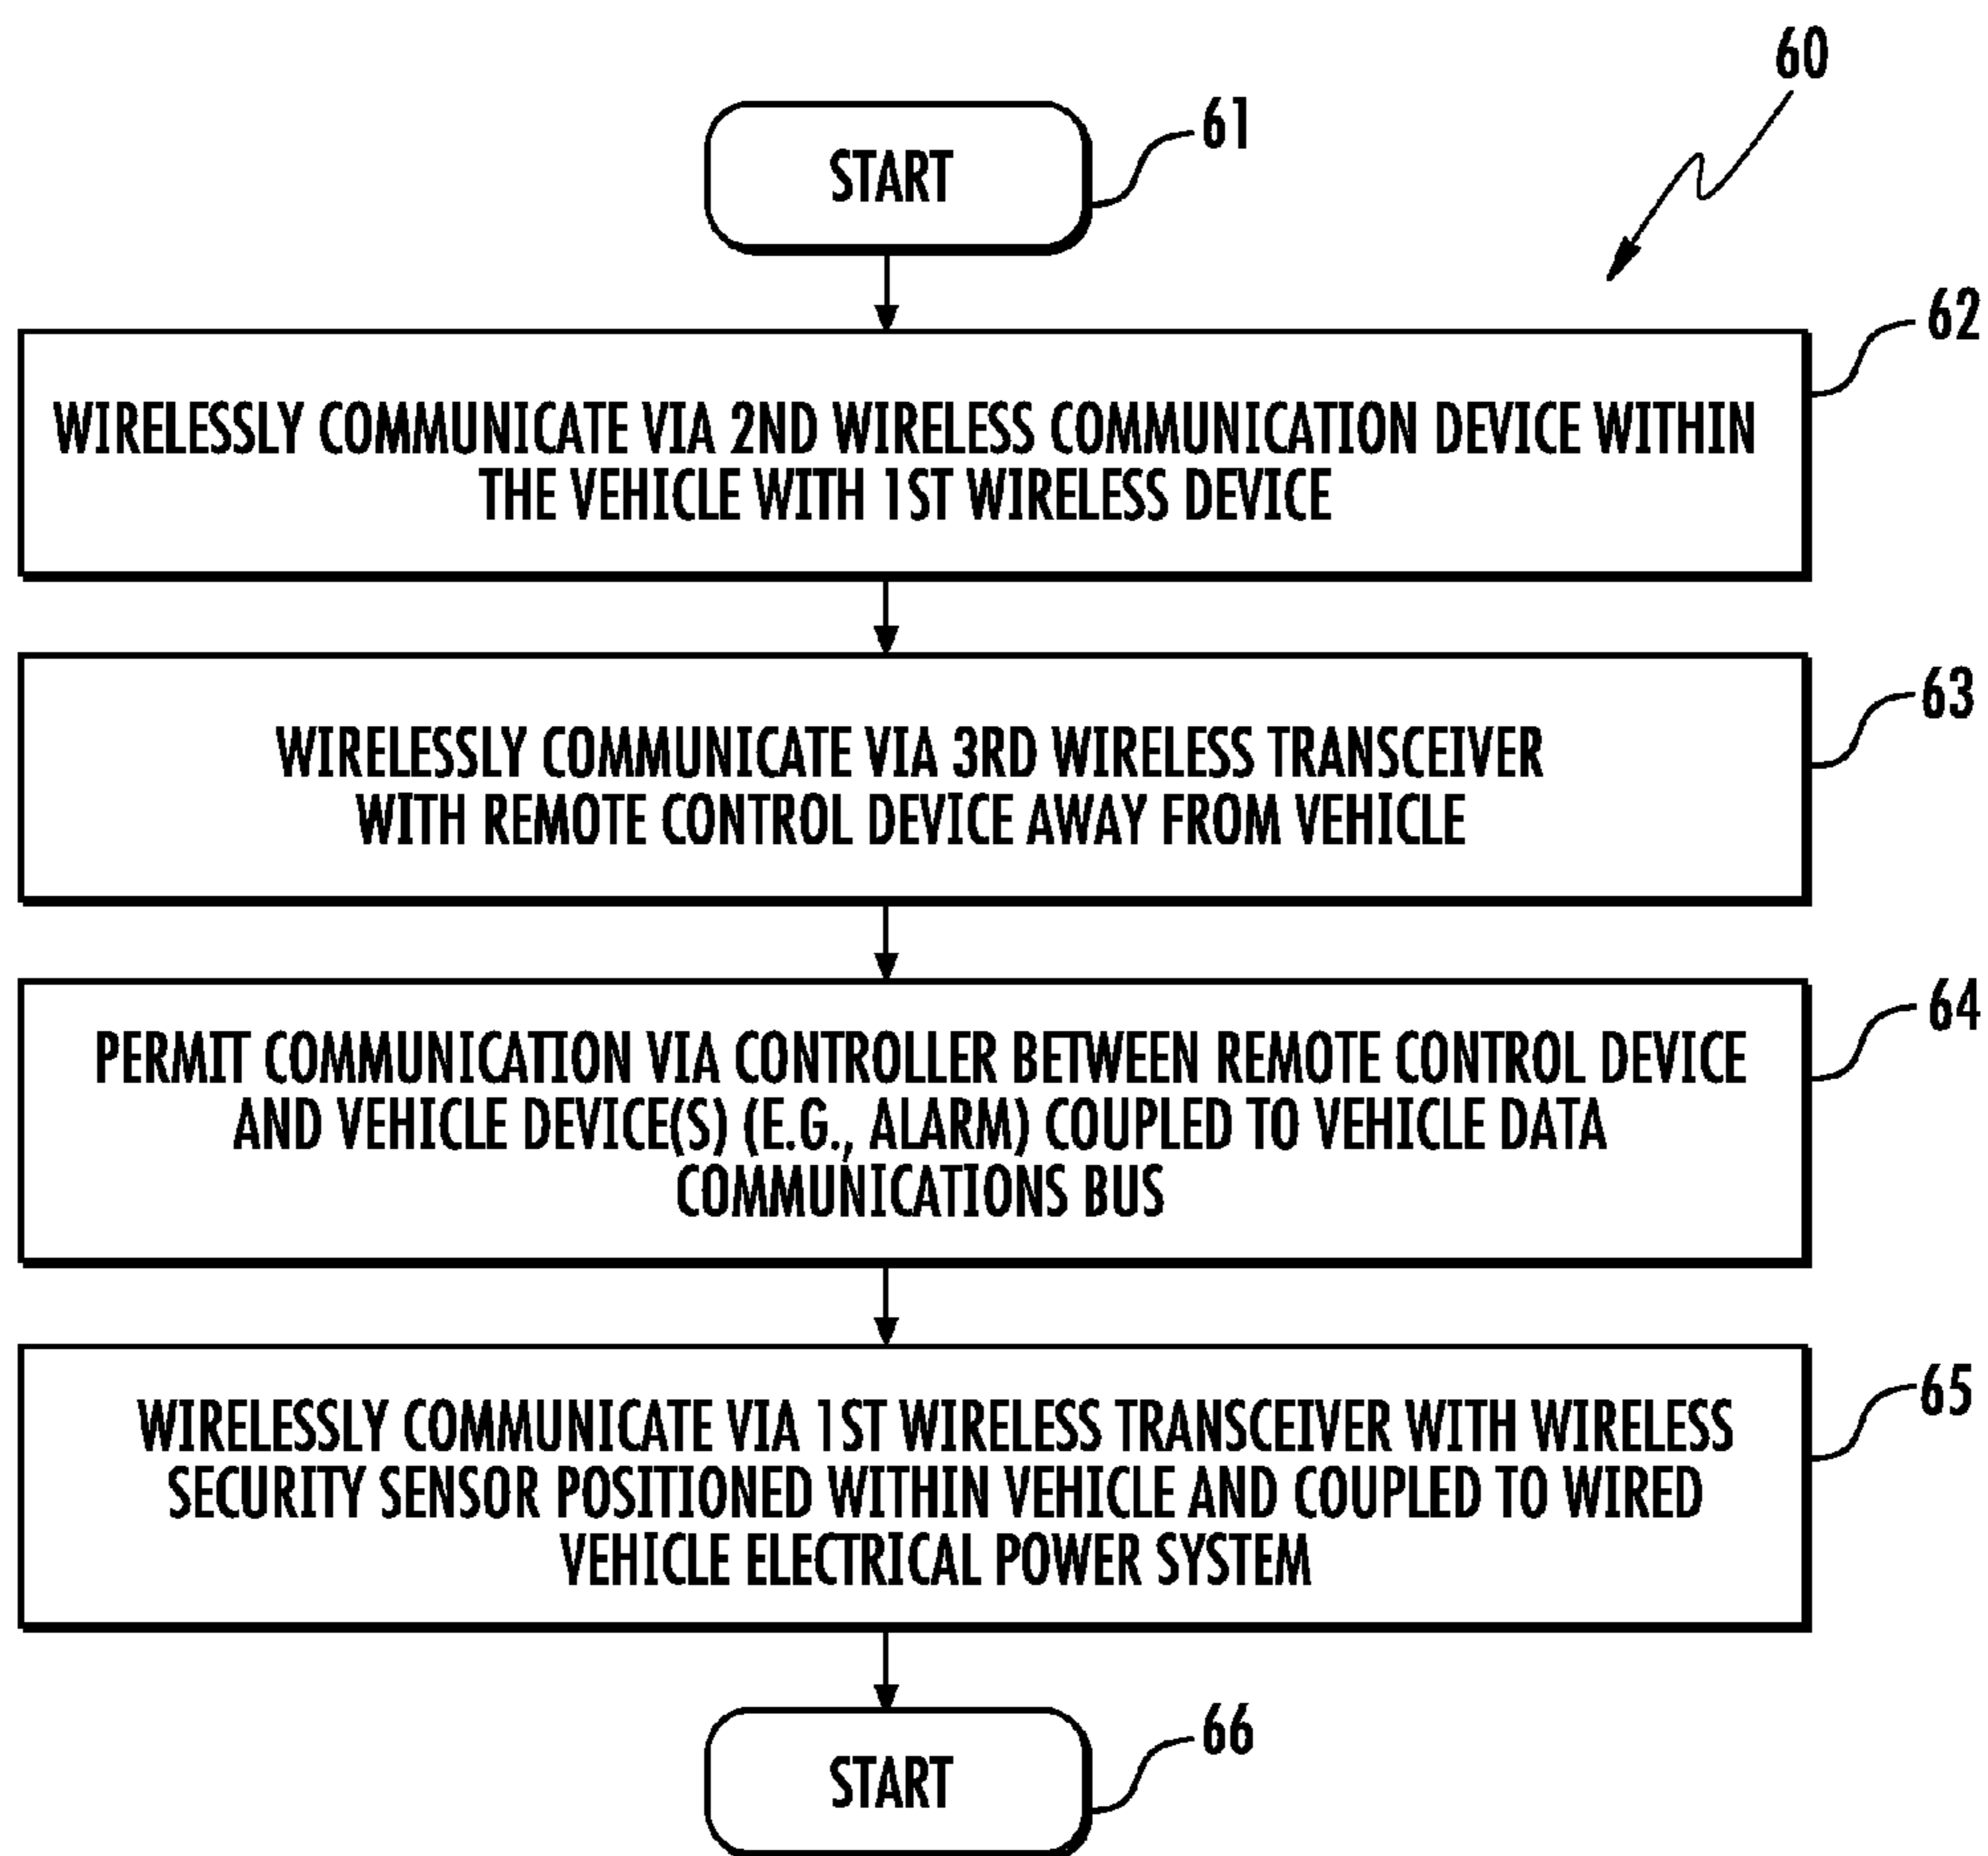 60
START
61
WIRELESSLY COMMUNICATE VIA 2ND WIRELESS COMMUNICATION DEVICE WITHIN
THE VEHICLE WITH 1ST WIRELESS DEVICE
62
WIRELESSLY COMMUNICATE VIA 3RD WIRELESS TRANSCEIVER
WITH REMOTE CONTROL DEVICE AWAY FROM VEHICLE
63
PERMIT COMMUNICATION VIA CONTROLLER BETWEEN REMOTE CONTROL DEVICE
AND VEHICLE DEVICE(S) (E.G., ALARM) COUPLED TO VEHICLE DATA
COMMUNICATIONS BUS
64
WIRELESSLY COMMUNICATE VIA 1ST WIRELESS TRANSCEIVER WITH WIRELESS
SECURITY SENSOR POSITIONED WITHIN VEHICLE AND COUPLED TO WIRED
VEHICLE ELECTRICAL POWER SYSTEM
65
START
66